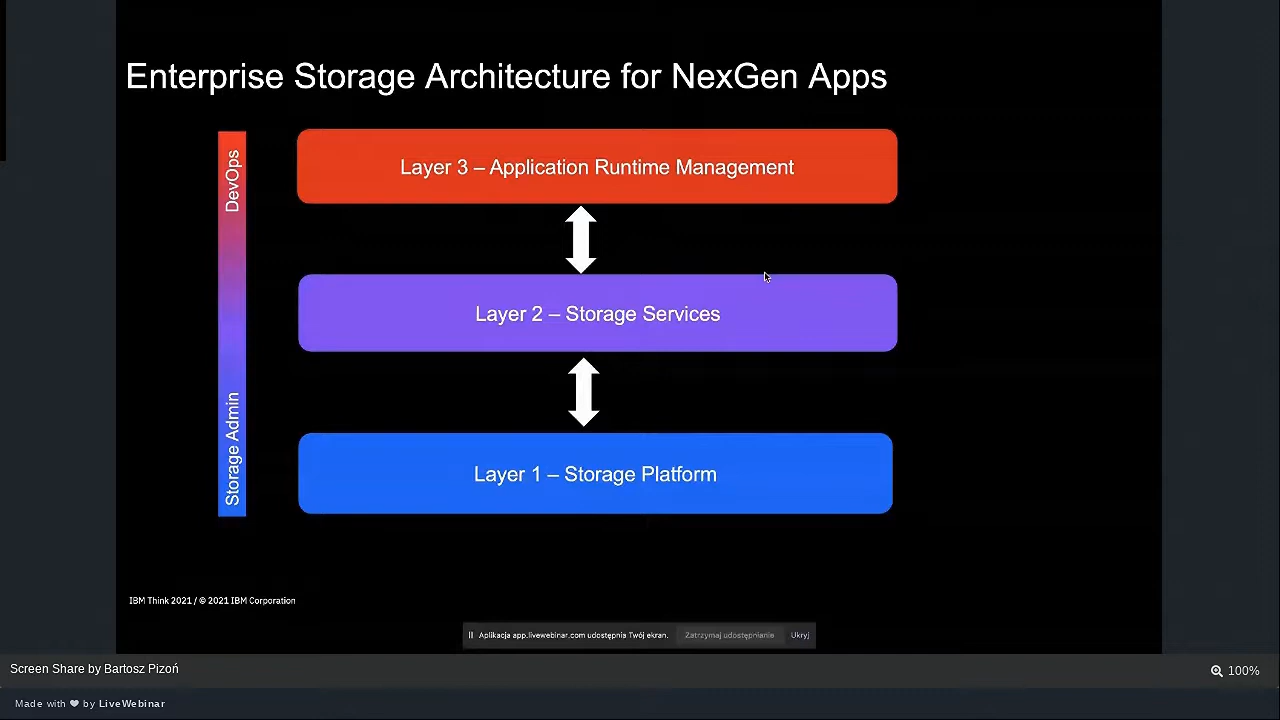 Enterprise Storage Architecture for NexGen Apps
DevOps
Layer 3 – Application Runtime Management
Layer 2 – Storage Services
Storage Admin
Layer 1 – Storage Platform
IBM Think 2021 / © 2021 IBM Corporation
Aplikacja app.livewebinar.com udostępnia Twój ekran. Zatrzymaj udostępnianie Ukryj
Screen Share by Bartosz Pizoń
100%
Made with ❤ by LiveWebinar